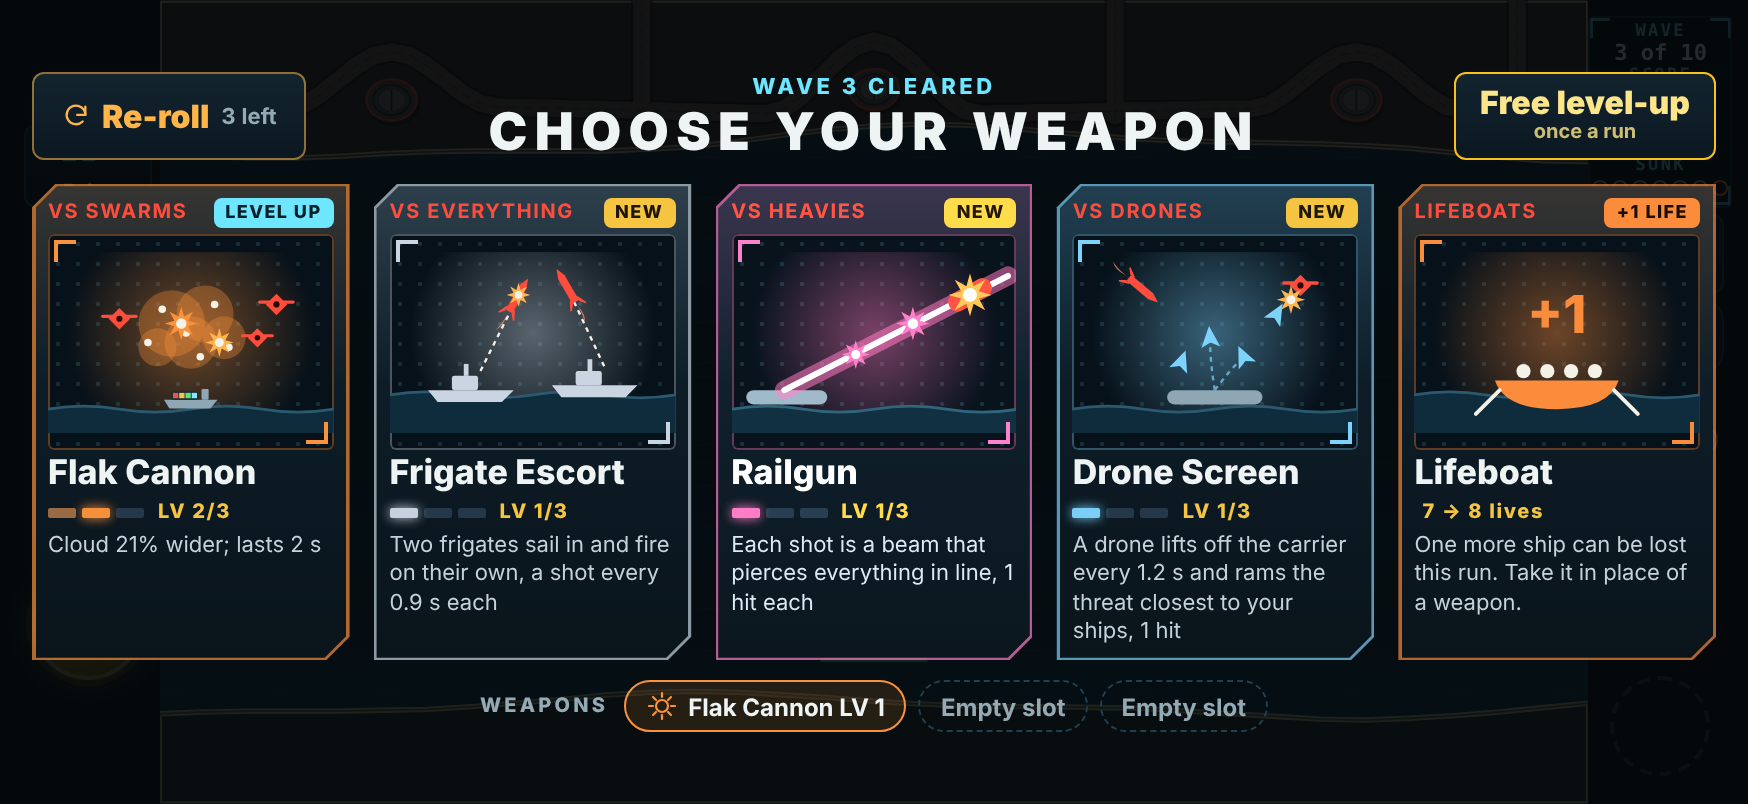 WAVE
3 of 10
Re-roll 3 left
WAVE 3 CLEARED
CHOOSE YOUR WEAPON
Free level-up
once a run
SUNK
VS SWARMS
LEVEL UP
Flak Cannon
LV 2/3
Cloud 21% wider; lasts 2 s
VS EVERYTHING
NEW
Frigate Escort
LV 1/3
Two frigates sail in and fire
on their own, a shot every
0.9 s each
VS HEAVIES
NEW
Railgun
LV 1/3
Each shot is a beam that
pierces everything in line, 1
hit each
VS DRONES
NEW
Drone Screen
LV 1/3
A drone lifts off the carrier
every 1.2 s and rams the
threat closest to your
ships, 1 hit
LIFEBOATS
+1 LIFE
+1
Lifeboat
7 → 8 lives
One more ship can be lost
this run. Take it in place of
a weapon.
WEAPONS
Flak Cannon LV 1
Empty slot
Empty slot